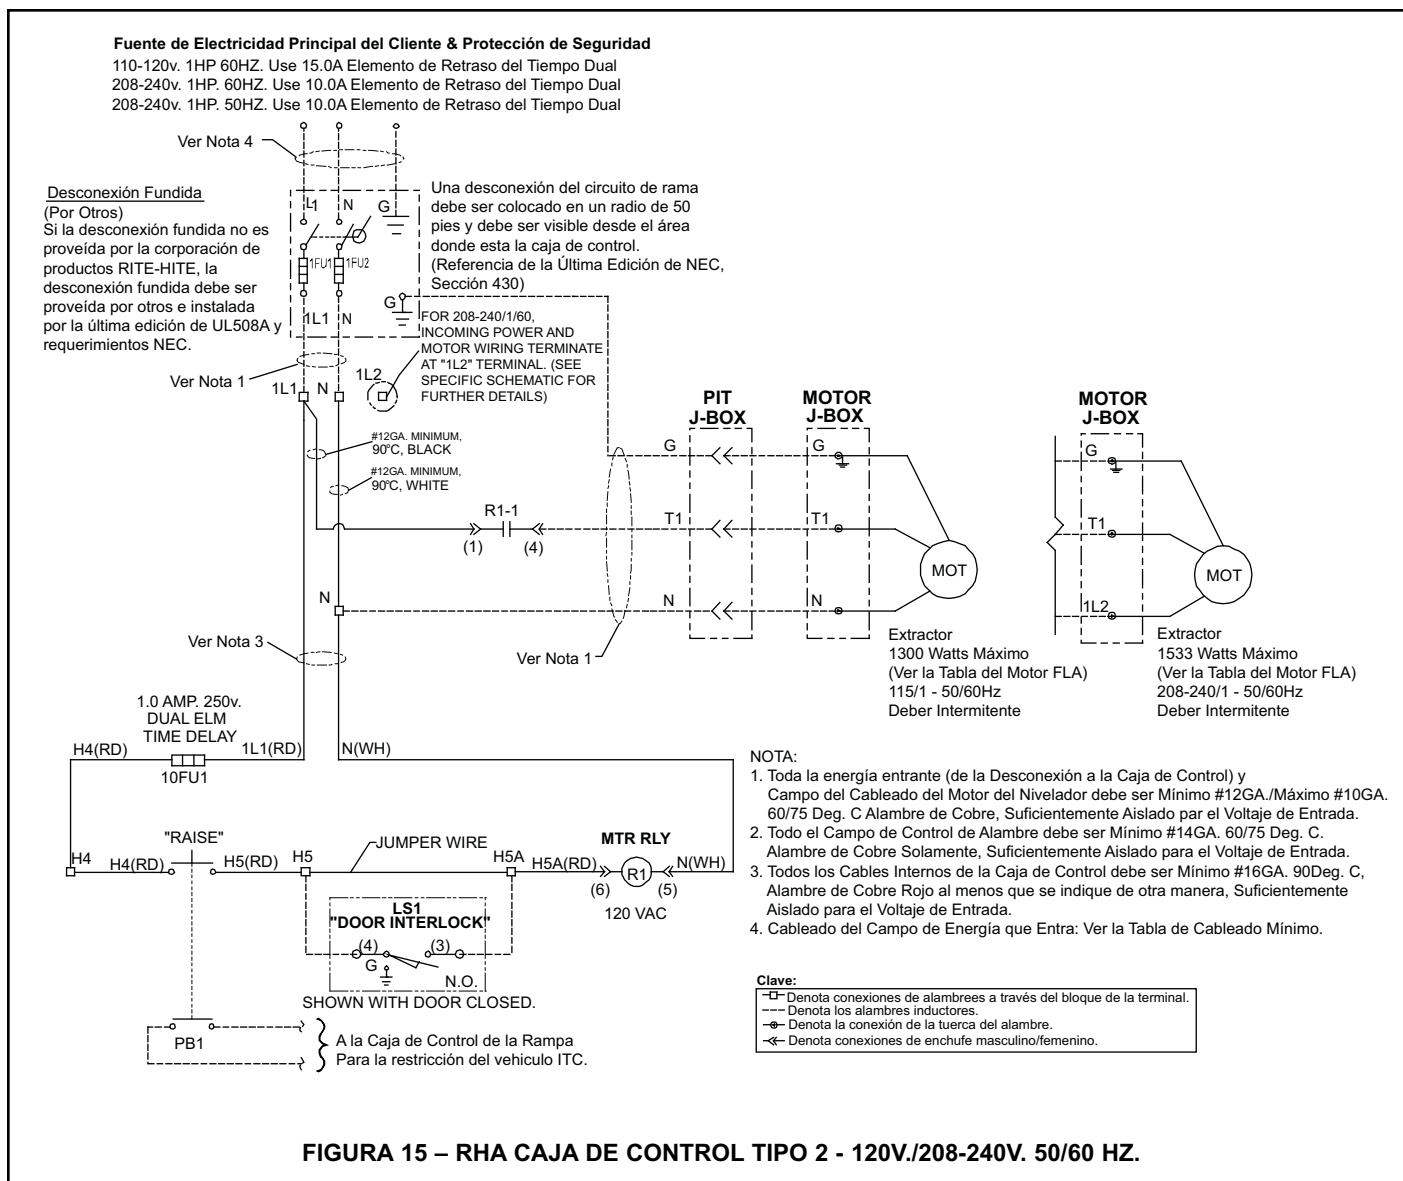 Fuente de Electricidad Principal del Cliente & Protección de Seguridad
110-120v. 1HP 60HZ. Use 15.0A Elemento de Retraso del Tiempo Dual
208-240v. 1HP. 60HZ. Use 10.0A Elemento de Retraso del Tiempo Dual
208-240v. 1HP. 50HZ. Use 10.0A Elemento de Retraso del Tiempo Dual
Ver Nota 4
Desconexión Fundida
(Por Otros)
Si la desconexión fundida no es
proveída por la corporación de
productos RITE-HITE, la
desconexión fundida debe ser
proveída por otros e instalada
por la última edición de UL508A y
requerimientos NEC.
L1 N G
1FU1 1FU2
G
1L1 N
Una desconexión del circuito de rama
debe ser colocado en un radio de 50
pies y debe ser visible desde el área
donde esta la caja de control.
(Referencia de la Última Edición de NEC,
Sección 430)
FOR 208-240/1/60,
INCOMING POWER AND
MOTOR WIRING TERMINATE
AT "1L2" TERMINAL. (SEE
SPECIFIC SCHEMATIC FOR
FURTHER DETAILS)
Ver Nota 1
1L1 N 1L2
#12GA. MINIMUM,
90°C, BLACK
#12GA. MINIMUM,
90°C, WHITE
R1-1
(1) (4)
N
PIT
J-BOX
MOTOR
J-BOX
G G
T1 T1
N N
MOT
Ver Nota 1
Extractor
1300 Watts Máximo
(Ver la Tabla del Motor FLA)
115/1 - 50/60Hz
Deber Intermitente
MOTOR
J-BOX
G
T1
1L2
MOT
Extractor
1533 Watts Máximo
(Ver la Tabla del Motor FLA)
208-240/1 - 50/60Hz
Deber Intermitente
Ver Nota 3
1.0 AMP. 250v.
DUAL ELM
TIME DELAY
H4(RD) 1L1(RD) N(WH)
10FU1
"RAISE"
H4 H4(RD) H5(RD) H5 JUMPER WIRE H5A H5A(RD)
MTR RLY
R1
N(WH)
(6) (5)
120 VAC
LS1
"DOOR INTERLOCK"
(4) (3)
G
N.O.
SHOWN WITH DOOR CLOSED.
PB1
A la Caja de Control de la Rampa
Para la restricción del vehiculo ITC.
NOTA:
1. Toda la energía entrante (de la Desconexión a la Caja de Control) y
Campo del Cableado del Motor del Nivelador debe ser Mínimo #12GA./Máximo #10GA.
60/75 Deg. C Alambre de Cobre, Suficientemente Aislado par el Voltaje de Entrada.
2. Todo el Campo de Control de Alambre debe ser Mínimo #14GA. 60/75 Deg. C.
Alambre de Cobre Solamente, Suficientemente Aislado para el Voltaje de Entrada.
3. Todos los Cables Internos de la Caja de Control debe ser Mínimo #16GA. 90Deg. C,
Alambre de Cobre Rojo al menos que se indique de otra manera, Suficientemente
Aislado para el Voltaje de Entrada.
4. Cableado del Campo de Energía que Entra: Ver la Tabla de Cableado Mínimo.
Clave:
Denota conexiones de alambrees a través del bloque de la terminal.
Denota los alambres inductores.
Denota la conexión de la tuerca del alambre.
Denota conexiones de enchufe masculino/femenino.
FIGURA 15 – RHA CAJA DE CONTROL TIPO 2 - 120V./208-240V. 50/60 HZ.